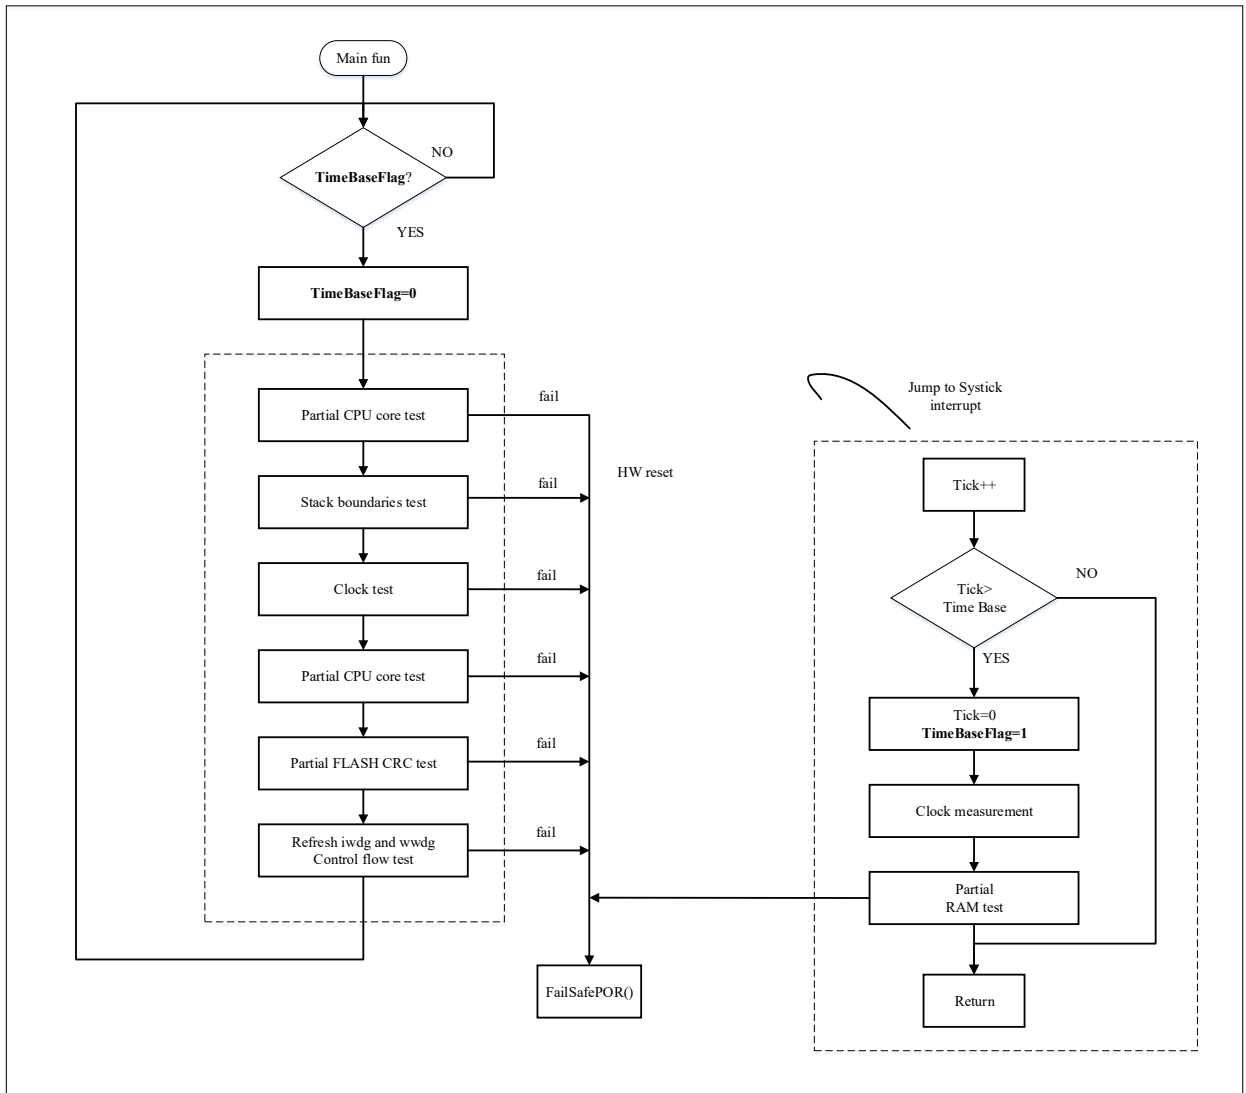 Main fun
NO
TimeBaseFlag?
YES
TimeBaseFlag=0
Partial CPU core test
fail
Stack boundaries test
fail
Clock test
fail
Partial CPU core test
fail
Partial FLASH CRC test
fail
Refresh iwdg and wwdg
Control flow test
fail
HW reset
FailSafePOR()
Jump to Systick
interrupt
Tick++
Tick>
Time Base
NO
YES
Tick=0
TimeBaseFlag=1
Clock measurement
Partial
RAM test
Return